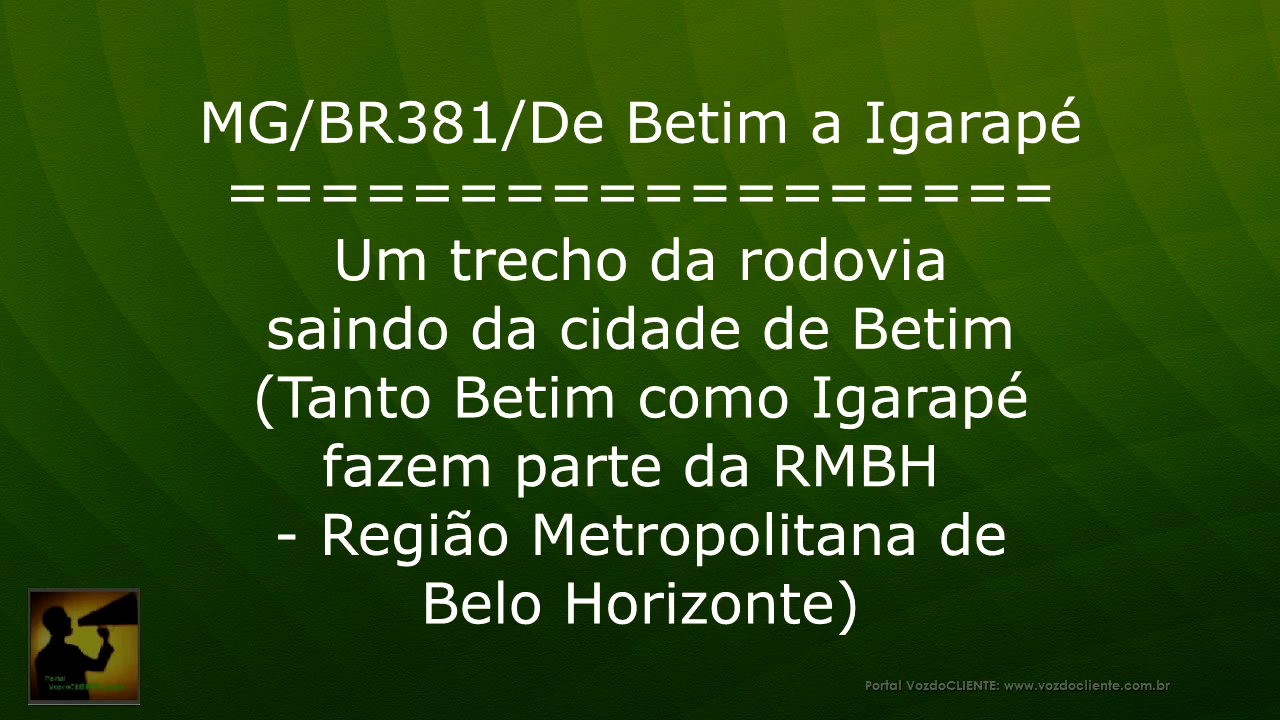 MG/BR381/De Betim a Igarapé
==================
Um trecho da rodovia
saindo da cidade de Betim
(Tanto Betim como Igarapé
fazem parte da RMBH
- Região Metropolitana de
Belo Horizonte)
Portal
Portal VozdoCLIENTE: www.vozdocliente.com.br